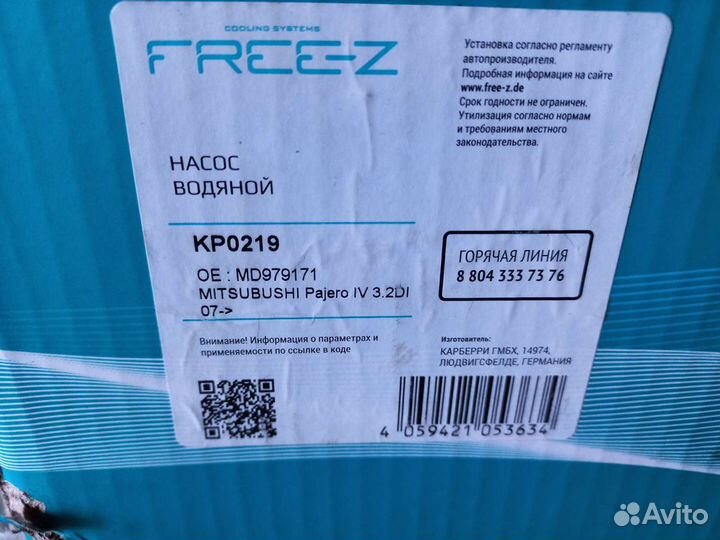 COOLING SYSTEMS
FREE-Z
Установка согласно регламенту
автопроизводителя.
Подробная информация на сайте
www.free-z.de
Срок годности не ограничен.
Утилизация согласно нормам
и требованиям местного
законодательства.
НАСОС
ВОДЯНОЙ
KP0219
OE : MD979171
MITSUBUSHI Pajero IV 3.2DI
07->
ГОРЯЧАЯ ЛИНИЯ
8 804 333 73 76
Внимание! Информация о параметрах и
применяемости по ссылке в коде
Изготовитель:
КАРБЕРРИ ГМБХ, 14974,
ЛЮДВИГСФЕЛЬДЕ, ГЕРМАНИЯ
4 059421 053634
Avito